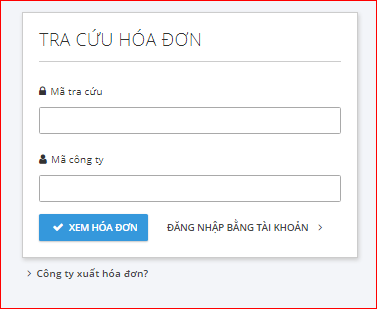 TRA CỨU HÓA ĐƠN
Mã tra cứu
Mã công ty
XEM HÓA ĐƠN
ĐĂNG NHẬP BẰNG TÀI KHOẢN
Công ty xuất hóa đơn?